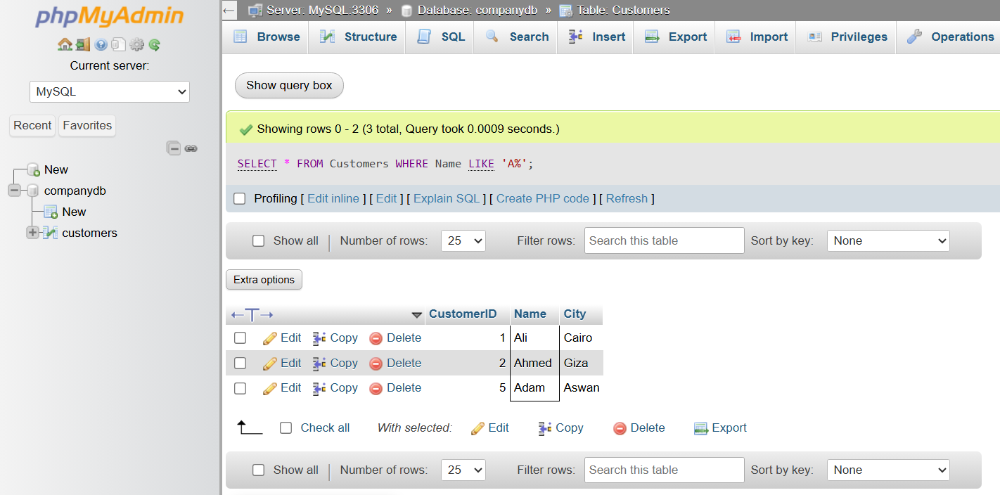 phpMyAdmin
Current server:
MySQL
Recent Favorites
New
companydb
New
customers
Server: MySQL:3306 » Database: companydb » Table: Customers
Browse Structure SQL Search Insert Export Import Privileges Operations
Show query box
Showing rows 0 - 2 (3 total, Query took 0.0009 seconds.)
SELECT * FROM Customers WHERE Name LIKE 'A%';
Profiling [ Edit inline ] [ Edit ] [ Explain SQL ] [ Create PHP code ] [ Refresh ]
Show all | Number of rows: 25 Filter rows: Search this table Sort by key: None
Extra options
←T→ CustomerID Name City
Edit Copy Delete 1 Ali Cairo
Edit Copy Delete 2 Ahmed Giza
Edit Copy Delete 5 Adam Aswan
Check all With selected: Edit Copy Delete Export
Show all | Number of rows: 25 Filter rows: Search this table Sort by key: None